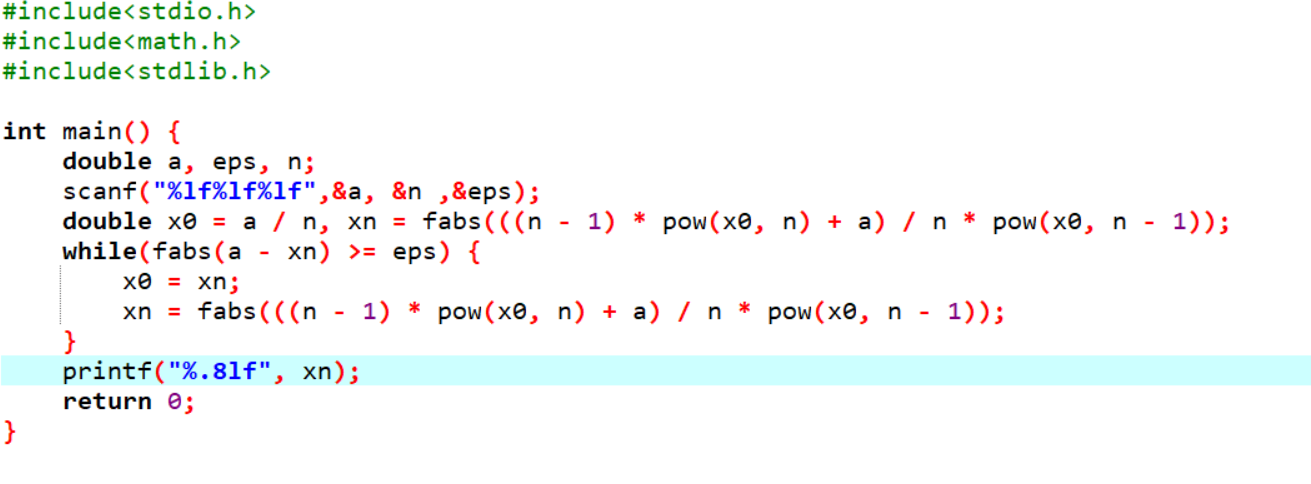 #include<stdio.h>
#include<math.h>
#include<stdlib.h>
int main() {
    double a, eps, n;
    scanf("%lf%lf%lf",&a, &n ,&eps);
    double x0 = a / n, xn = fabs(((n - 1) * pow(x0, n) + a) / n * pow(x0, n - 1));
    while(fabs(a - xn) >= eps) {
        x0 = xn;
        xn = fabs(((n - 1) * pow(x0, n) + a) / n * pow(x0, n - 1));
    }
    printf("%.8lf", xn);
    return 0;
}